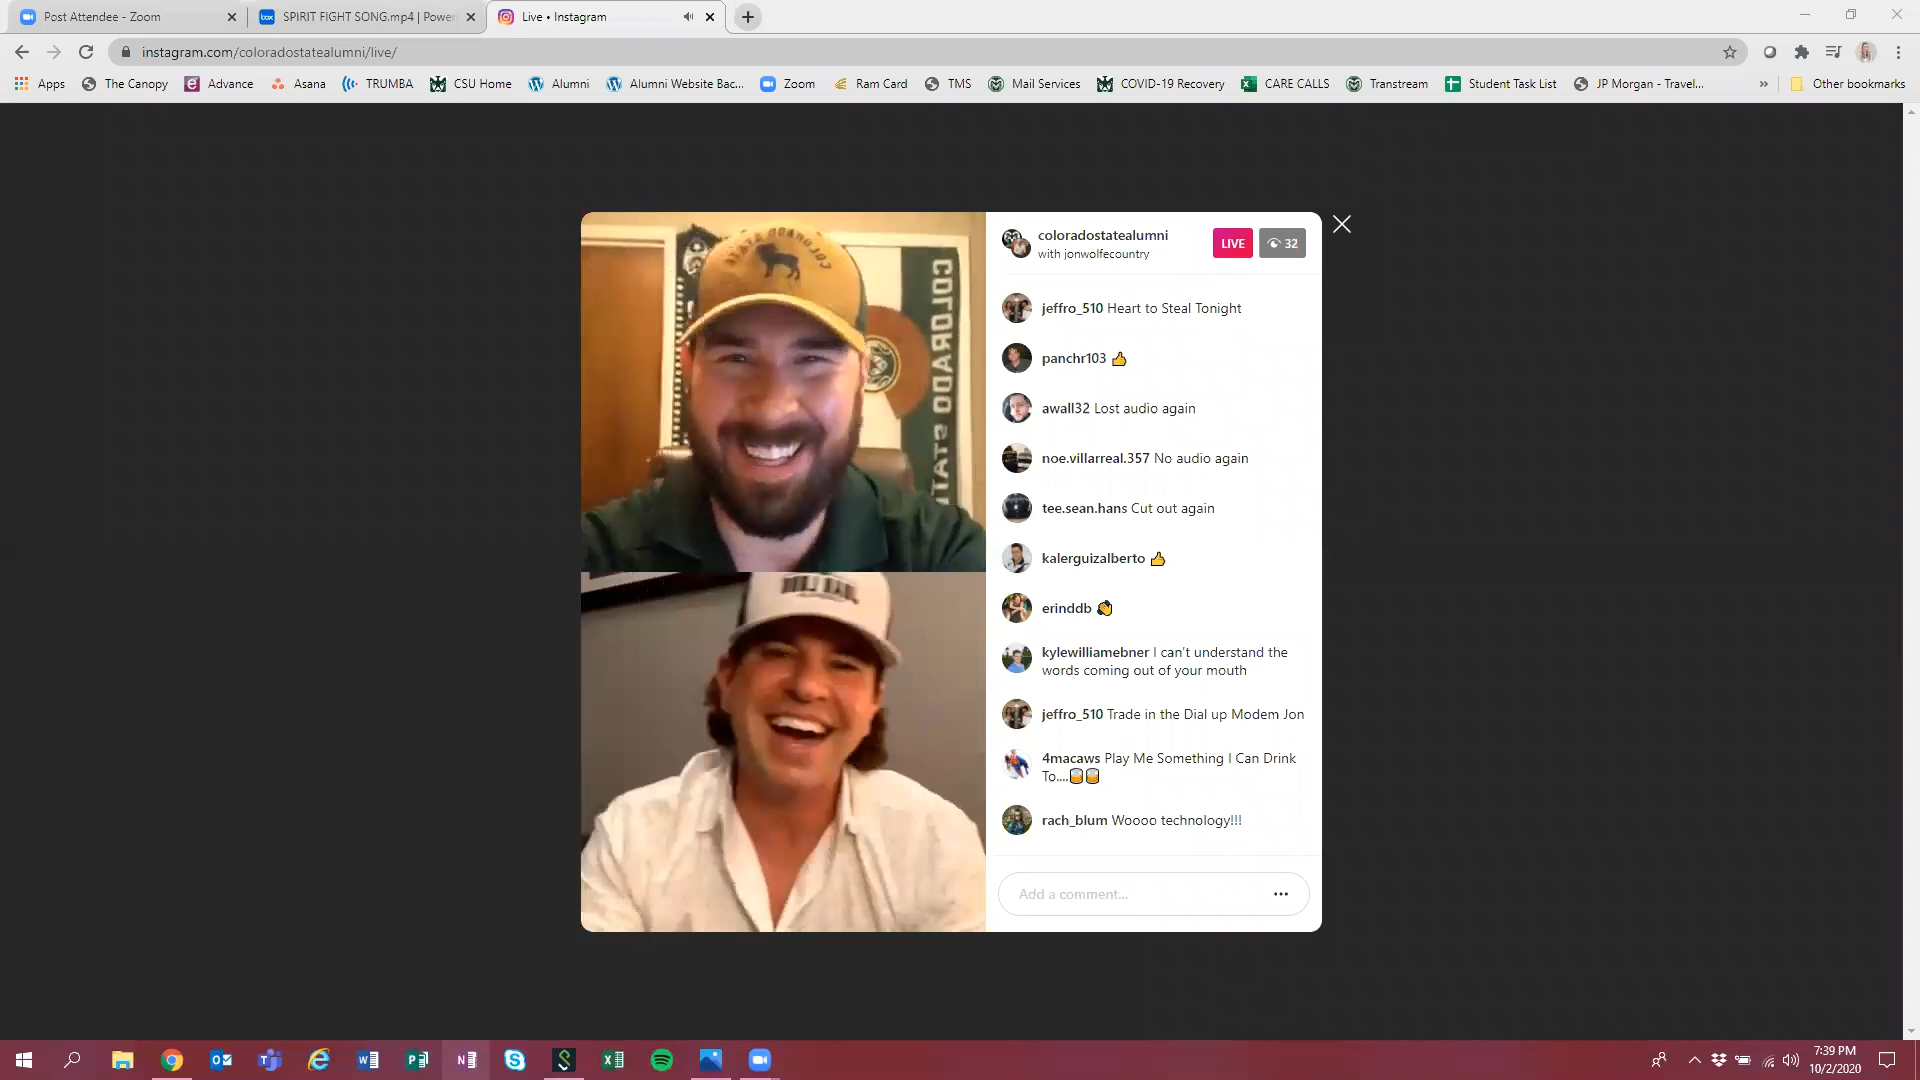 Post Attendee - Zoom
SPIRIT FIGHT SONG.mp4 | Power
Live • Instagram
instagram.com/coloradostatealumni/live/
Apps
The Canopy
Advance
Asana
TRUMBA
CSU Home
Alumni
Alumni Website Bac...
Zoom
Ram Card
TMS
Mail Services
COVID-19 Recovery
CARE CALLS
Transtream
Student Task List
JP Morgan - Travel...
»
Other bookmarks
COLORADO STATE
COLORADO STAT
coloradostatealumni
with jonwolfecountry
LIVE
32
jeffro_510 Heart to Steal Tonight
panchr103 👍
awall32 Lost audio again
noe.villarreal.357 No audio again
tee.sean.hans Cut out again
kalerguizalberto 👍
erinddb 👏
kylewilliamebner I can't understand the
words coming out of your mouth
jeffro_510 Trade in the Dial up Modem Jon
4macaws Play Me Something I Can Drink
To....🥃🥃
rach_blum Woooo technology!!!
Add a comment...
7:39 PM
10/2/2020